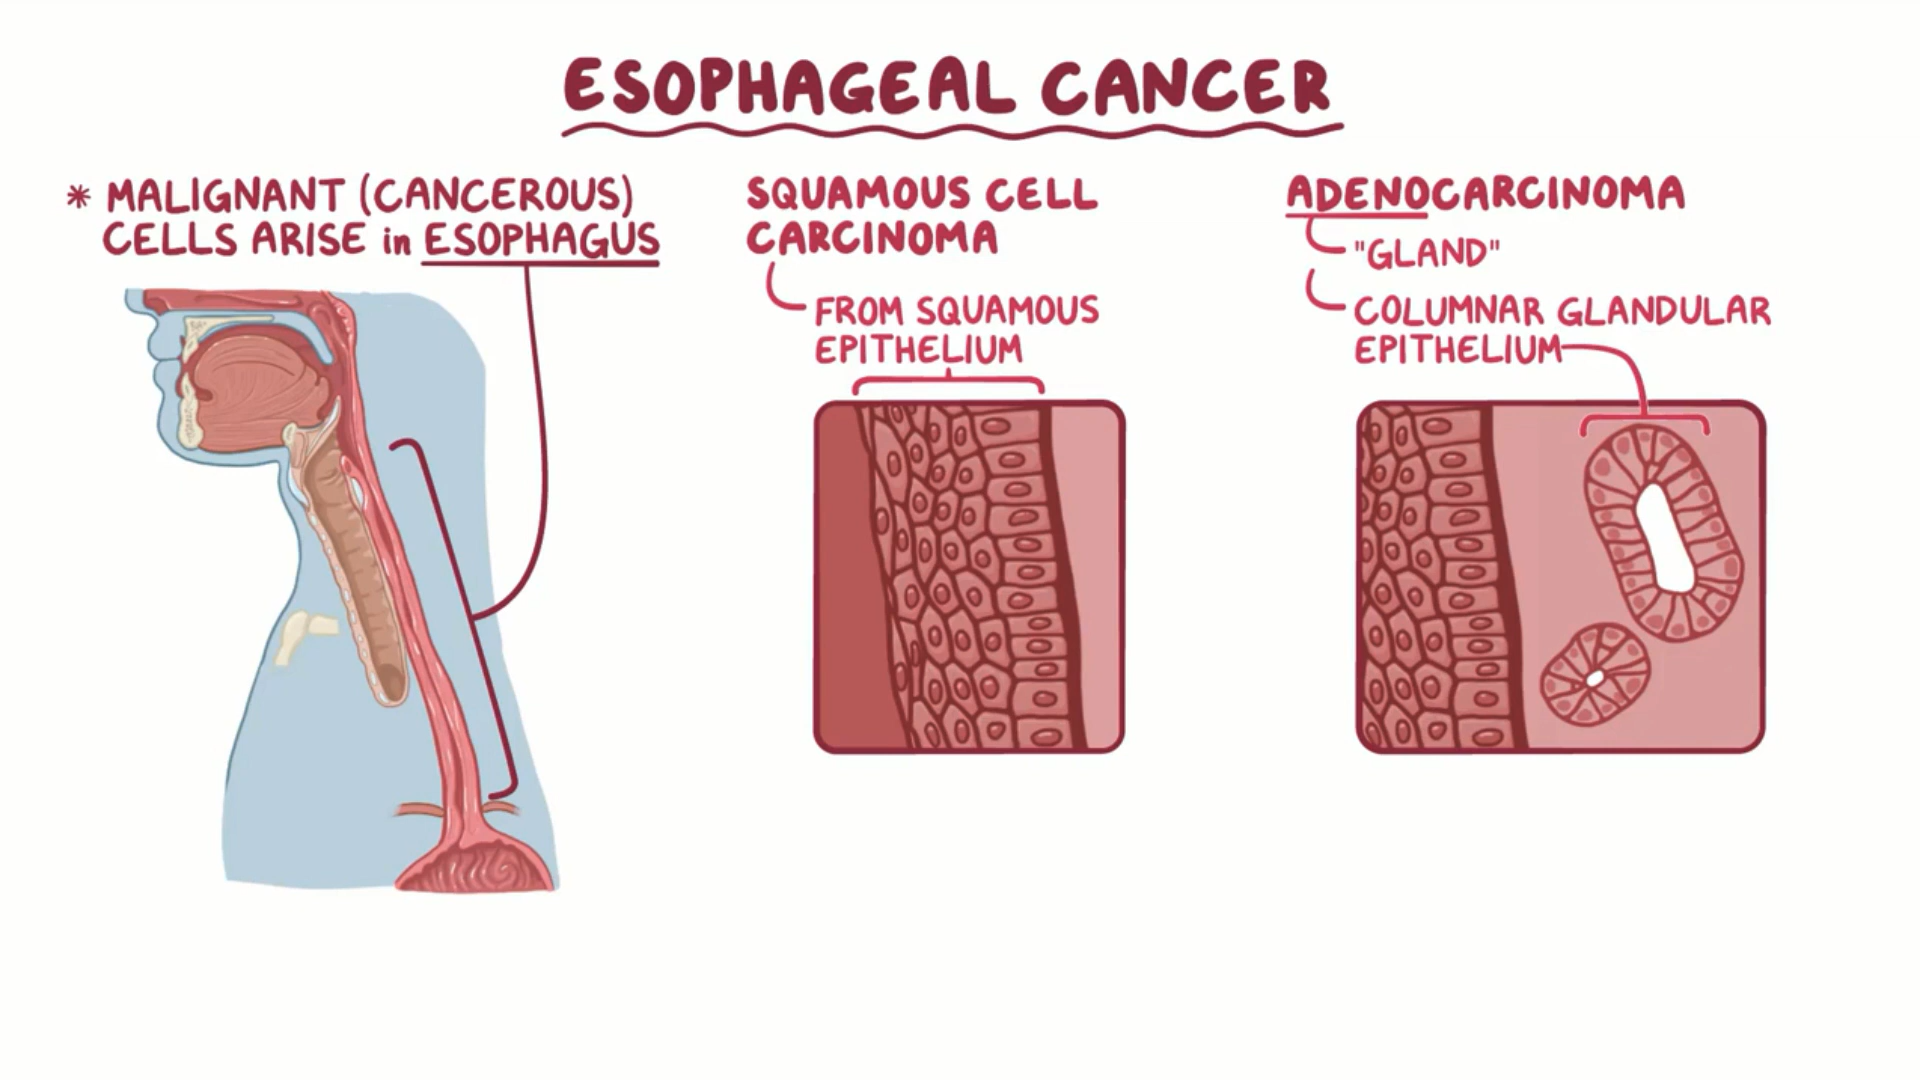 ESOPHAGEAL CANCER
* MALIGNANT (CANCEROUS)
CELLS ARISE in ESOPHAGUS
SQUAMOUS CELL
CARCINOMA
FROM SQUAMOUS
EPITHELIUM
ADENOCARCINOMA
"GLAND"
COLUMNAR GLANDULAR
EPITHELIUM